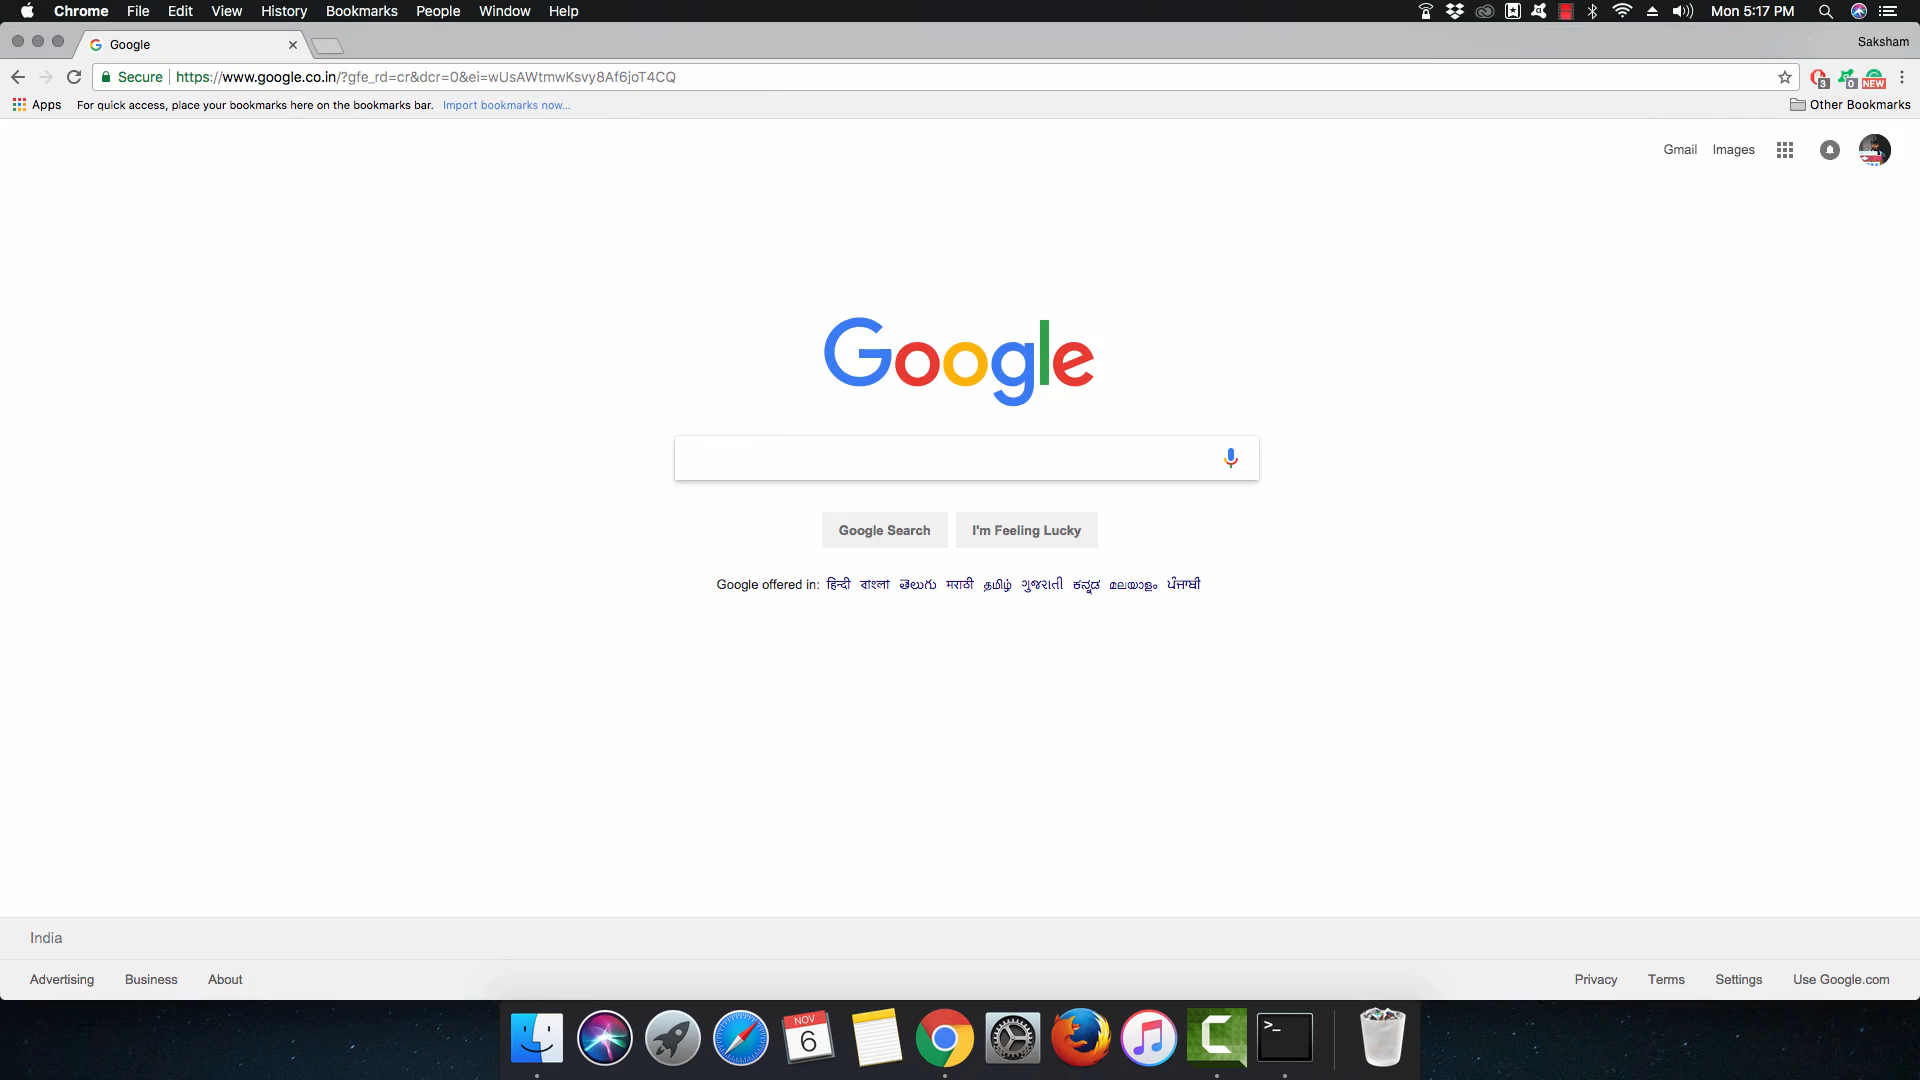 Chrome File Edit View History Bookmarks People Window Help Mon 5:17 PM
Google Saksham
Secure https://www.google.co.in/?gfe_rd=cr&dcr=0&ei=wUsAWtmwKsvy8Af6joT4CQ 3 0 NEW
Apps For quick access, place your bookmarks here on the bookmarks bar. Import bookmarks now... Other Bookmarks
Gmail Images
Google
Google Search I'm Feeling Lucky
Google offered in: हिन्दी বাংলা తెలుగు मराठी தமிழ் ગુજરાતી ಕನ್ನಡ മലയാളം ਪੰਜਾਬੀ
India
Advertising Business About Privacy Terms Settings Use Google.com
NOV
6
>_